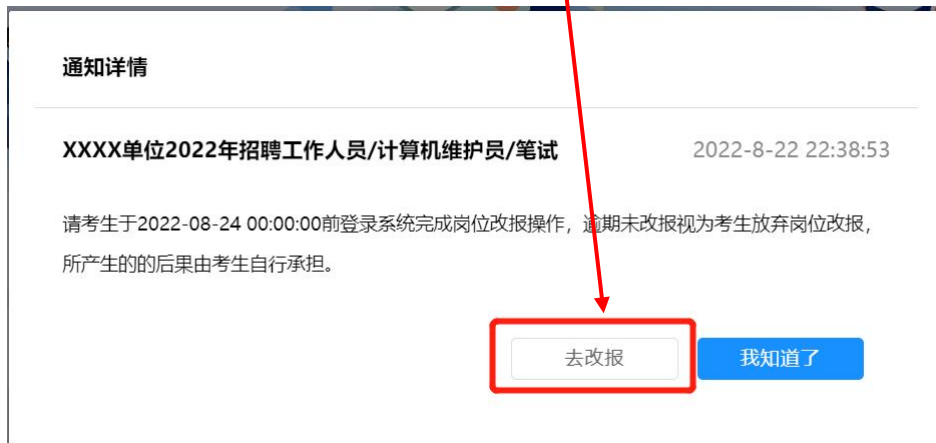 通知详情
XXXX单位2022年招聘工作人员/计算机维护员/笔试 2022-8-22 22:38:53
请考生于2022-08-24 00:00:00前登录系统完成岗位改报操作，逾期未改报视为考生放弃岗位改报，
所产生的的后果由考生自行承担。
去改报 我知道了